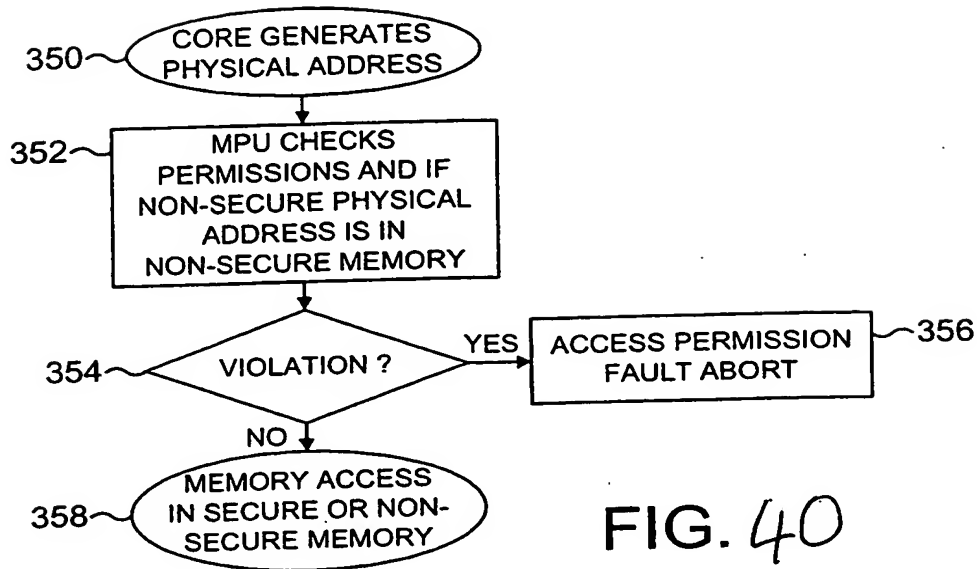 350
CORE GENERATES
PHYSICAL ADDRESS
352
MPU CHECKS
PERMISSIONS AND IF
NON-SECURE PHYSICAL
ADDRESS IS IN
NON-SECURE MEMORY
354
VIOLATION ?
YES
ACCESS PERMISSION
FAULT ABORT
356
NO
358
MEMORY ACCESS
IN SECURE OR NON-
SECURE MEMORY
FIG. 40